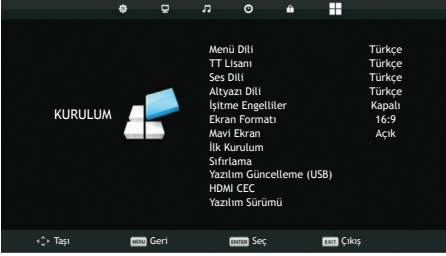 KURULUM
Menü Dili Türkçe
TT Lisanı Türkçe
Ses Dili Türkçe
Altyazı Dili Türkçe
İşitme Engelliler Kapalı
Ekran Formatı 16:9
Mavi Ekran Açık
İlk Kurulum
Sıfırlama
Yazılım Güncelleme (USB)
HDMI CEC
Yazılım Sürümü
Taşı MENU Geri ENTER Seç EXIT Çıkış